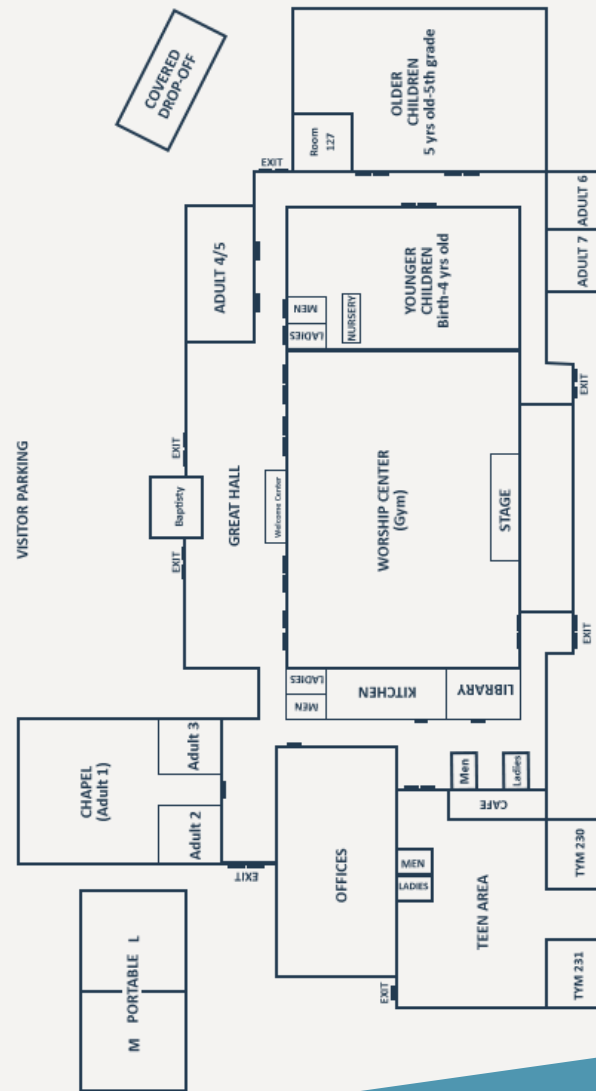 COVERED
DROP-OFF
OLDER
CHILDREN
5 yrs old-5th grade
Room
127
EXIT
ADULT 6
ADULT 7
ADULT 4/5
YOUNGER
CHILDREN
Birth-4 yrs old
MEN
LADIES
NURSERY
VISITOR PARKING
EXIT
Baptisty
EXIT
GREAT HALL
Welcome Center
WORSHIP CENTER
(Gym)
STAGE
EXIT
EXIT
LADIES
MEN
KITCHEN
LIBRARY
CHAPEL
(Adult 1)
Adult 3
Adult 2
EXIT
OFFICES
Men
Ladies
CAFE
MEN
LADIES
TEEN AREA
TYM 230
TYM 231
EXIT
M PORTABLE L